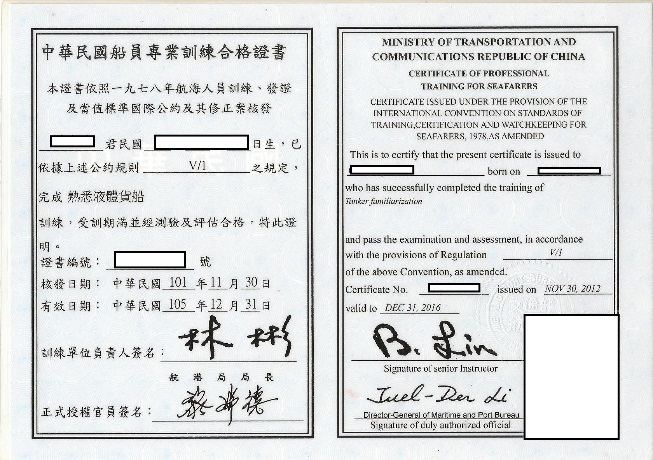 中華民國船員專業訓練合格證書
本證書依照一九七八年航海人員訓練、發證
及當值標準國際公約及其修正案核發
君民國 日生，已
依據上述公約規則 V/1 之規定，
完成 熟悉液體貨船
訓練，受訓期滿並經測驗及評估合格，特此證
明。
證書編號： 號
核發日期： 中華民國 101 年 11 月 30 日
有效日期： 中華民國 105 年 12 月 31 日
訓練單位負責人簽名： 林 彬
航 港 局 局 長
正式授權官員簽名：
MINISTRY OF TRANSPORTATION AND
COMMUNICATIONS REPUBLIC OF CHINA
CERTIFICATE OF PROFESSIONAL
TRAINING FOR SEAFARERS
CERTIFICATE ISSUED UNDER THE PROVISION OF THE
INTERNATIONAL CONVENTION ON STANDARDS OF
TRAINING,CERTIFICATION AND WATCHKEEPING FOR
SEAFARERS, 1978.AS AMENDED
This is to certify that the present certificate is issued to
born on
who has successfully completed the training of
Tanker familiarization
and pass the examination and assessment, in accordance
with the provisions of Regulation V/1
of the above Convention, as amended.
Certificate No. issued on NOV 30, 2012
valid to DEC 31, 2016
B. Lin
Signature of senior Instructor
Juel-Der Li
Director-General of Maritime and Port Bureau
Signature of duly authorized official